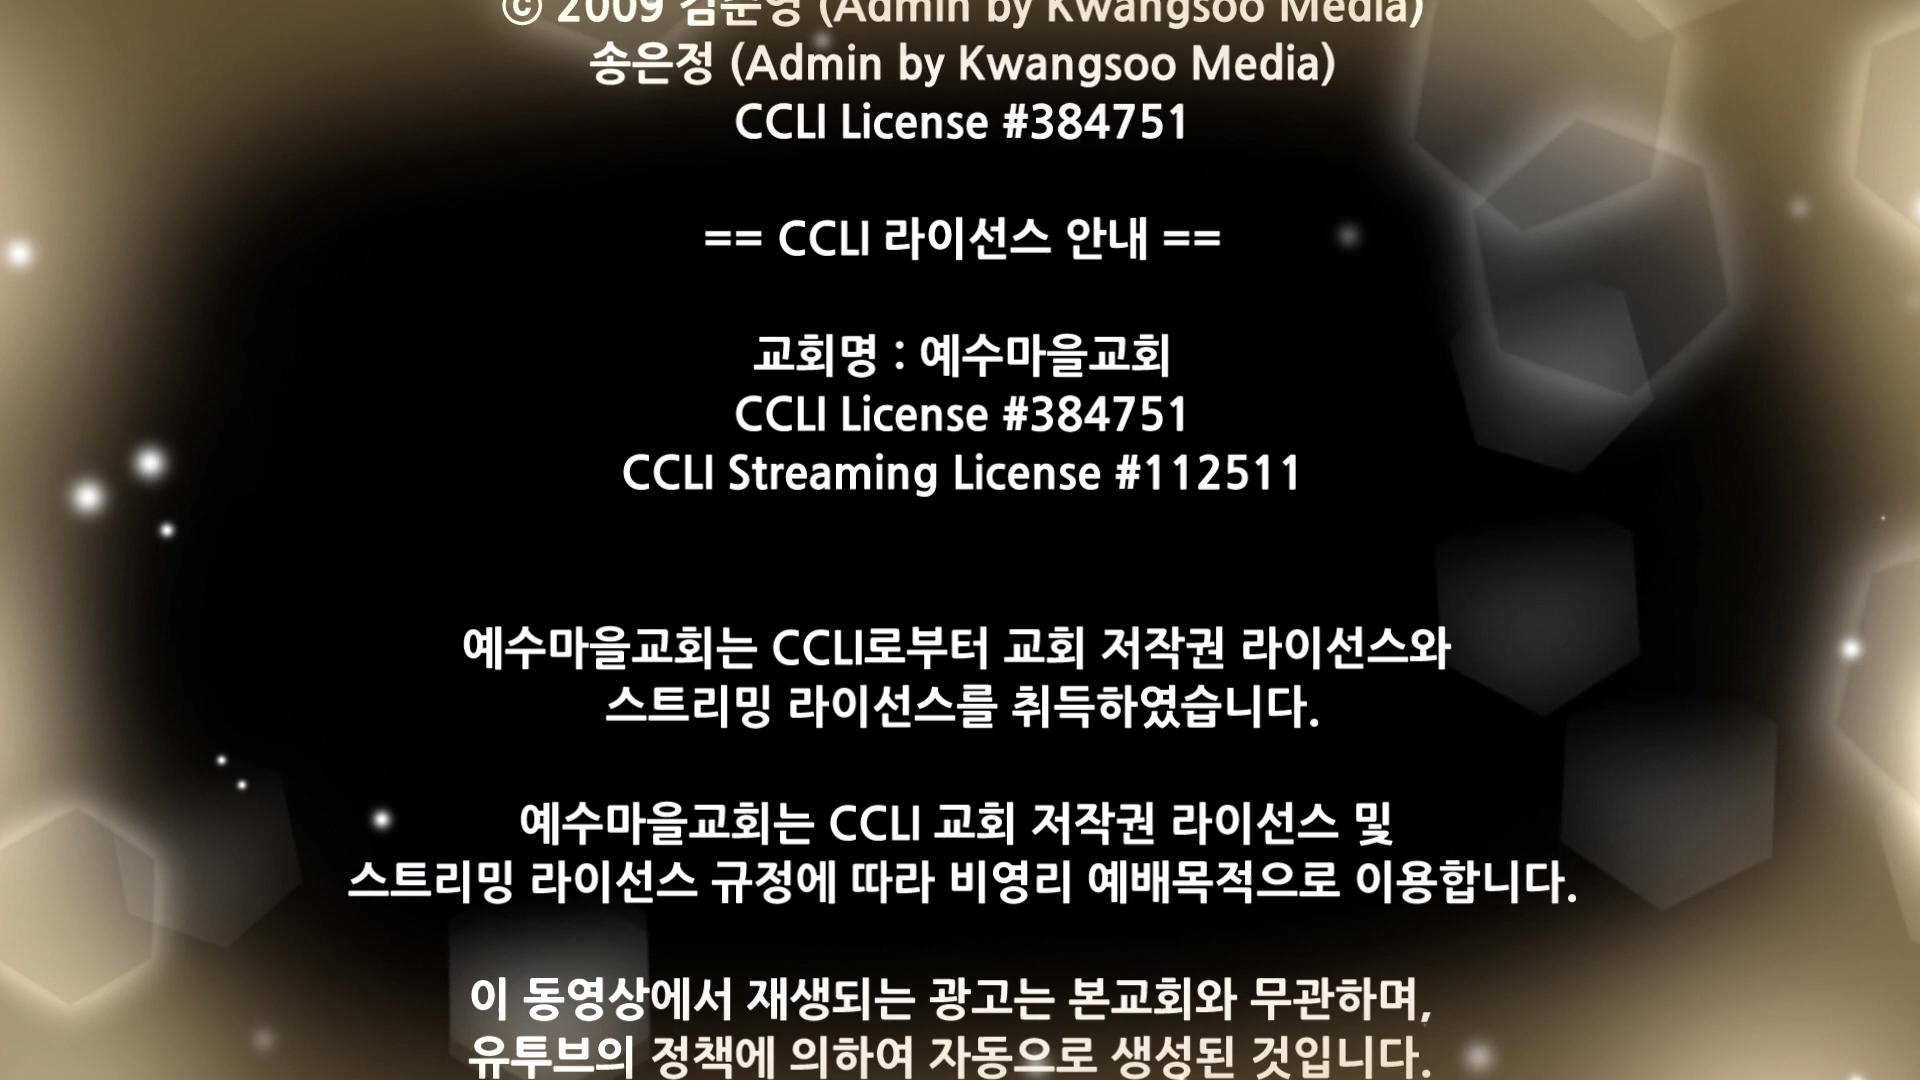 ⓒ 2009 김준영 (Admin by Kwangsoo Media)
송은정 (Admin by Kwangsoo Media)
CCLI License #384751
== CCLI 라이선스 안내 ==
교회명 : 예수마을교회
CCLI License #384751
CCLI Streaming License #112511
예수마을교회는 CCLI로부터 교회 저작권 라이선스와
스트리밍 라이선스를 취득하였습니다.
예수마을교회는 CCLI 교회 저작권 라이선스 및
스트리밍 라이선스 규정에 따라 비영리 예배목적으로 이용합니다.
이 동영상에서 재생되는 광고는 본교회와 무관하며,
유투브의 정책에 의하여 자동으로 생성된 것입니다.